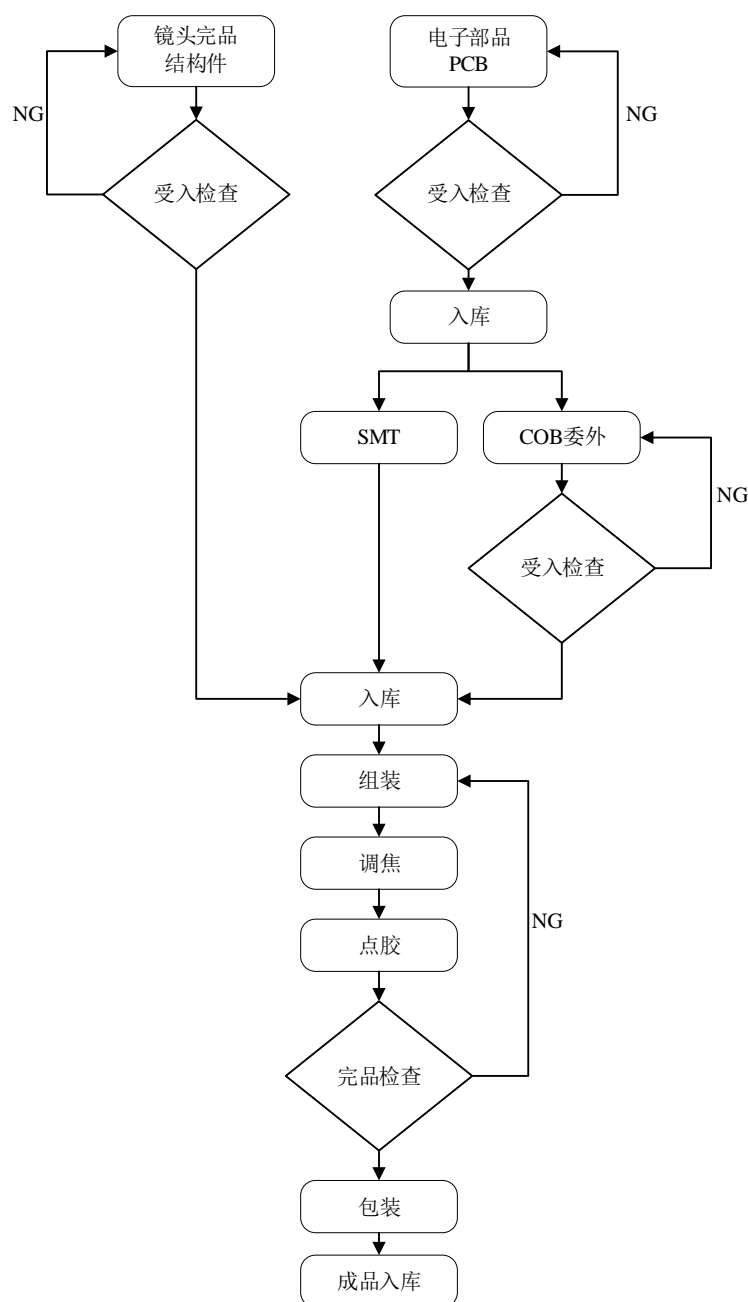 镜头完品
结构件
电子部品
PCB
NG
NG
受入检查
受入检查
入库
SMT
COB委外
NG
受入检查
入库
组装
调焦
点胶
NG
完品检查
包装
成品入库